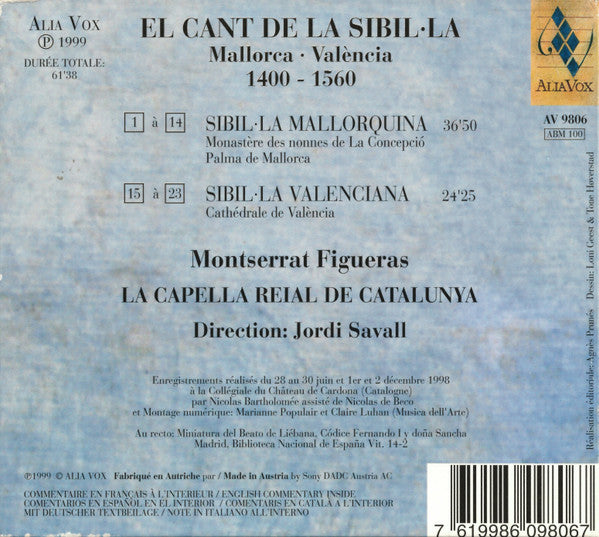 ALIA VOX
Ⓟ 1999
DURÉE TOTALE:
61'38
EL CANT DE LA SIBIL·LA
Mallorca · València
1400 - 1560
ALIAVOX
AV 9806
ABM 100
1 à 14 SIBIL·LA MALLORQUINA 36'50
Monastère des nonnes de La Concepció
Palma de Mallorca
15 à 23 SIBIL·LA VALENCIANA 24'25
Cathédrale de València
Montserrat Figueras
LA CAPELLA REIAL DE CATALUNYA
Direction: Jordi Savall
Enregistrements réalisés du 28 au 30 juin et 1er et 2 décembre 1998
à la Collégiale du Château de Cardona (Catalogne)
par Nicolas Bartholomée assisté de Nicolas de Beco
et Montage numérique: Marianne Populair et Claire Luhan (Musica dell'Arte)
Au recto: Miniatura del Beato de Liébana, Códice Fernando I y doña Sancha
Madrid, Biblioteca Nacional de España Vit. 14-2
Ⓟ1999 © ALIA VOX Fabriqué en Autriche par / Made in Austria by Sony DADC Austria AC
COMMENTAIRE EN FRANÇAIS À L'INTERIEUR / ENGLISH COMMENTARY INSIDE
COMENTARIOS EN ESPAÑOL EN EL INTERIOR / COMENTARIS EN CATALÀ A L'INTERIOR
MIT DEUTSCHER TEXTBEILAGE / NOTE IN ITALIANO ALL'INTERNO
Réalisation éditoriale: Agnès Prunés Dessin: Loni Geest & Tone Høverstad
7 619986 098067